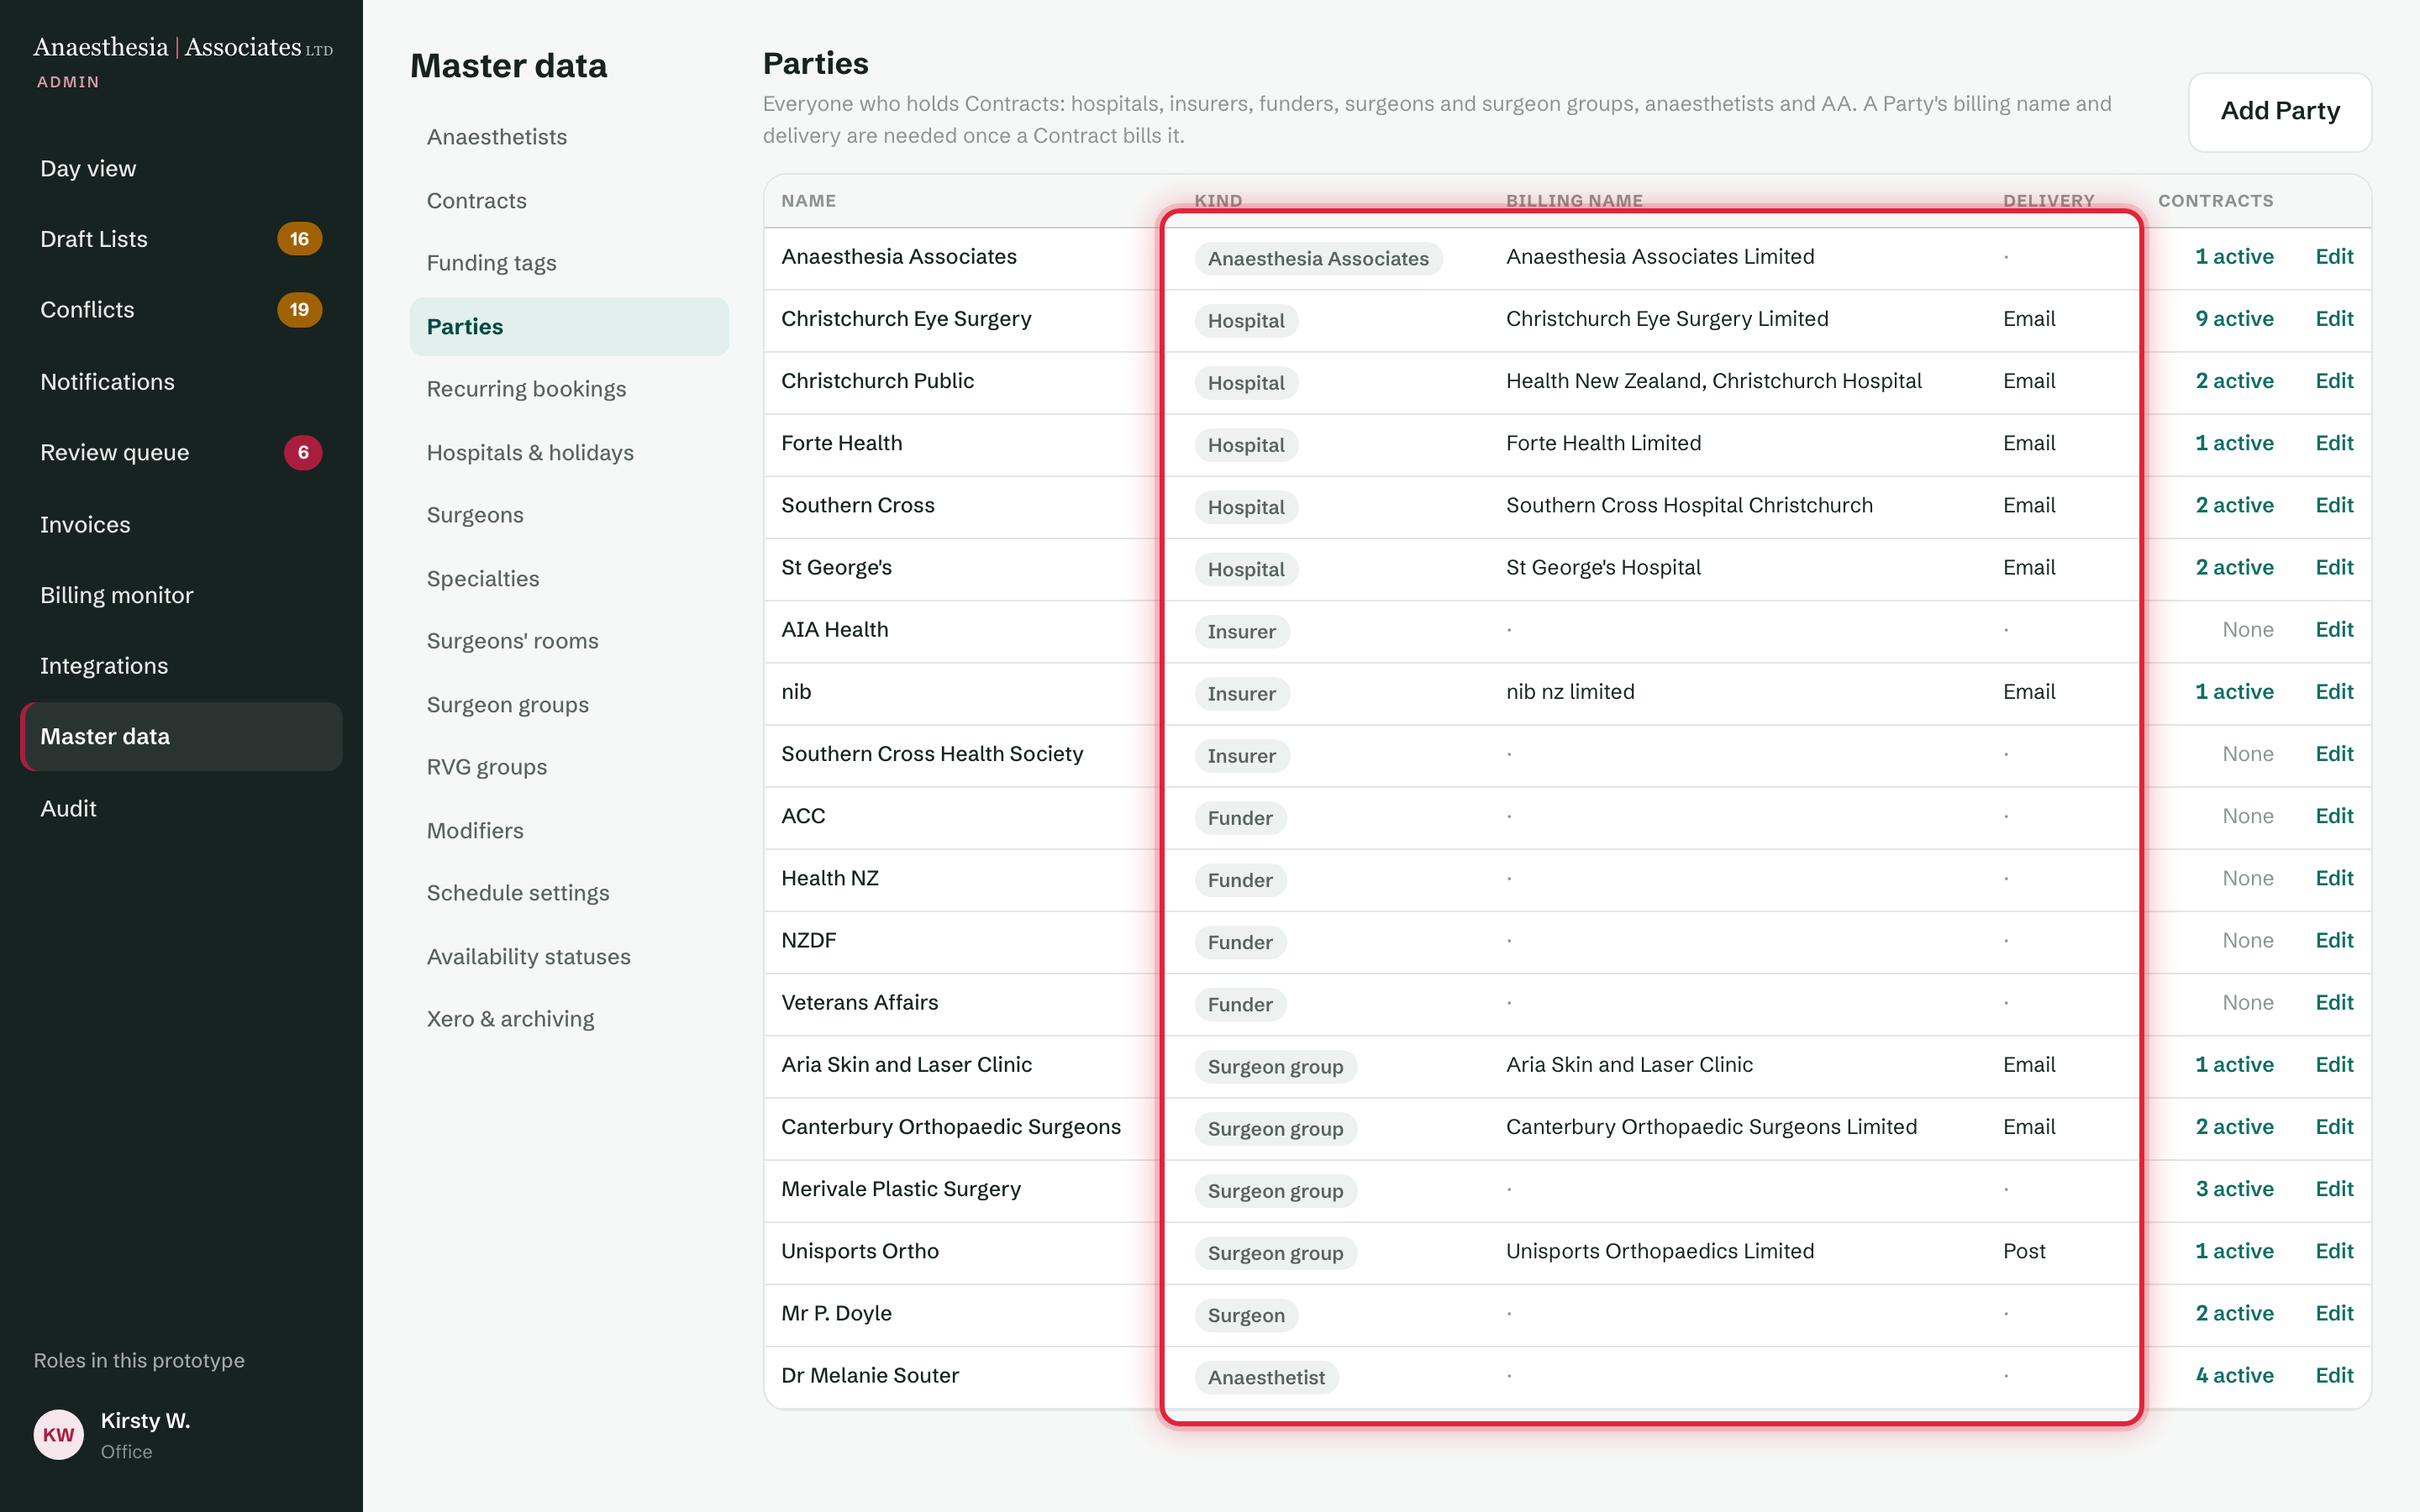 Anaesthesia | Associates LTD
ADMIN
Day view
Draft Lists 16
Conflicts 19
Notifications
Review queue 6
Invoices
Billing monitor
Integrations
Master data
Audit
Roles in this prototype
KW
Kirsty W.
Office
Master data
Anaesthetists
Contracts
Funding tags
Parties
Recurring bookings
Hospitals & holidays
Surgeons
Specialties
Surgeons' rooms
Surgeon groups
RVG groups
Modifiers
Schedule settings
Availability statuses
Xero & archiving
Parties
Everyone who holds Contracts: hospitals, insurers, funders, surgeons and surgeon groups, anaesthetists and AA. A Party's billing name and
delivery are needed once a Contract bills it.
Add Party
NAME KIND BILLING NAME DELIVERY CONTRACTS
Anaesthesia Associates Anaesthesia Associates Anaesthesia Associates Limited · 1 active Edit
Christchurch Eye Surgery Hospital Christchurch Eye Surgery Limited Email 9 active Edit
Christchurch Public Hospital Health New Zealand, Christchurch Hospital Email 2 active Edit
Forte Health Hospital Forte Health Limited Email 1 active Edit
Southern Cross Hospital Southern Cross Hospital Christchurch Email 2 active Edit
St George's Hospital St George's Hospital Email 2 active Edit
AIA Health Insurer · · None Edit
nib Insurer nib nz limited Email 1 active Edit
Southern Cross Health Society Insurer · · None Edit
ACC Funder · · None Edit
Health NZ Funder · · None Edit
NZDF Funder · · None Edit
Veterans Affairs Funder · · None Edit
Aria Skin and Laser Clinic Surgeon group Aria Skin and Laser Clinic Email 1 active Edit
Canterbury Orthopaedic Surgeons Surgeon group Canterbury Orthopaedic Surgeons Limited Email 2 active Edit
Merivale Plastic Surgery Surgeon group · · 3 active Edit
Unisports Ortho Surgeon group Unisports Orthopaedics Limited Post 1 active Edit
Mr P. Doyle Surgeon · · 2 active Edit
Dr Melanie Souter Anaesthetist · · 4 active Edit